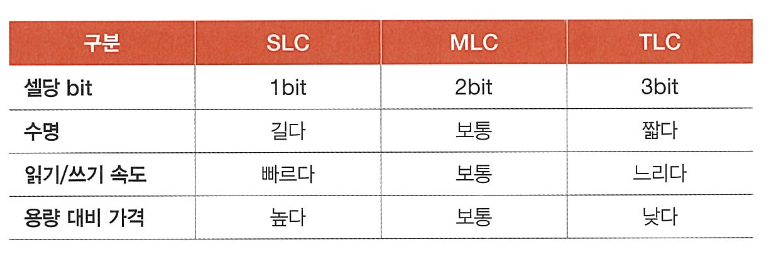 구분 SLC MLC TLC
셀당 bit 1bit 2bit 3bit
수명 길다 보통 짧다
읽기/쓰기 속도 빠르다 보통 느리다
용량 대비 가격 높다 보통 낮다